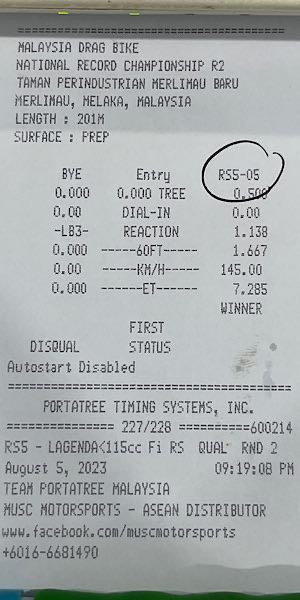 ==============================
MALAYSIA DRAG BIKE
NATIONAL RECORD CHAMPIONSHIP R2
TAMAN PERINDUSTRIAN MERLIMAU BARU
MERLIMAU, MELAKA, MALAYSIA
LENGTH : 201M
SURFACE : PREP
BYE Entry RS5-05
0.000 0.000 TREE 0.500
0.00 DIAL-IN 0.00
-LB3- REACTION 1.138
0.000 -----60FT----- 1.667
0.00 -----KM/H----- 145.00
0.000 ------ET------ 7.285
WINNER
FIRST
DISQUAL STATUS
Autostart Disabled
========================================
PORTATREE TIMING SYSTEMS, INC.
=============== 227/228 ==========600214
RS5 - LAGENDA<115cc Fi RS QUAL RND 2
August 5, 2023 09:19:08 PM
TEAM PORTATREE MALAYSIA
MUSC MOTORSPORTS - ASEAN DISTRIBUTOR
www.facebook.com/muscmotorsports
+6016-6681490